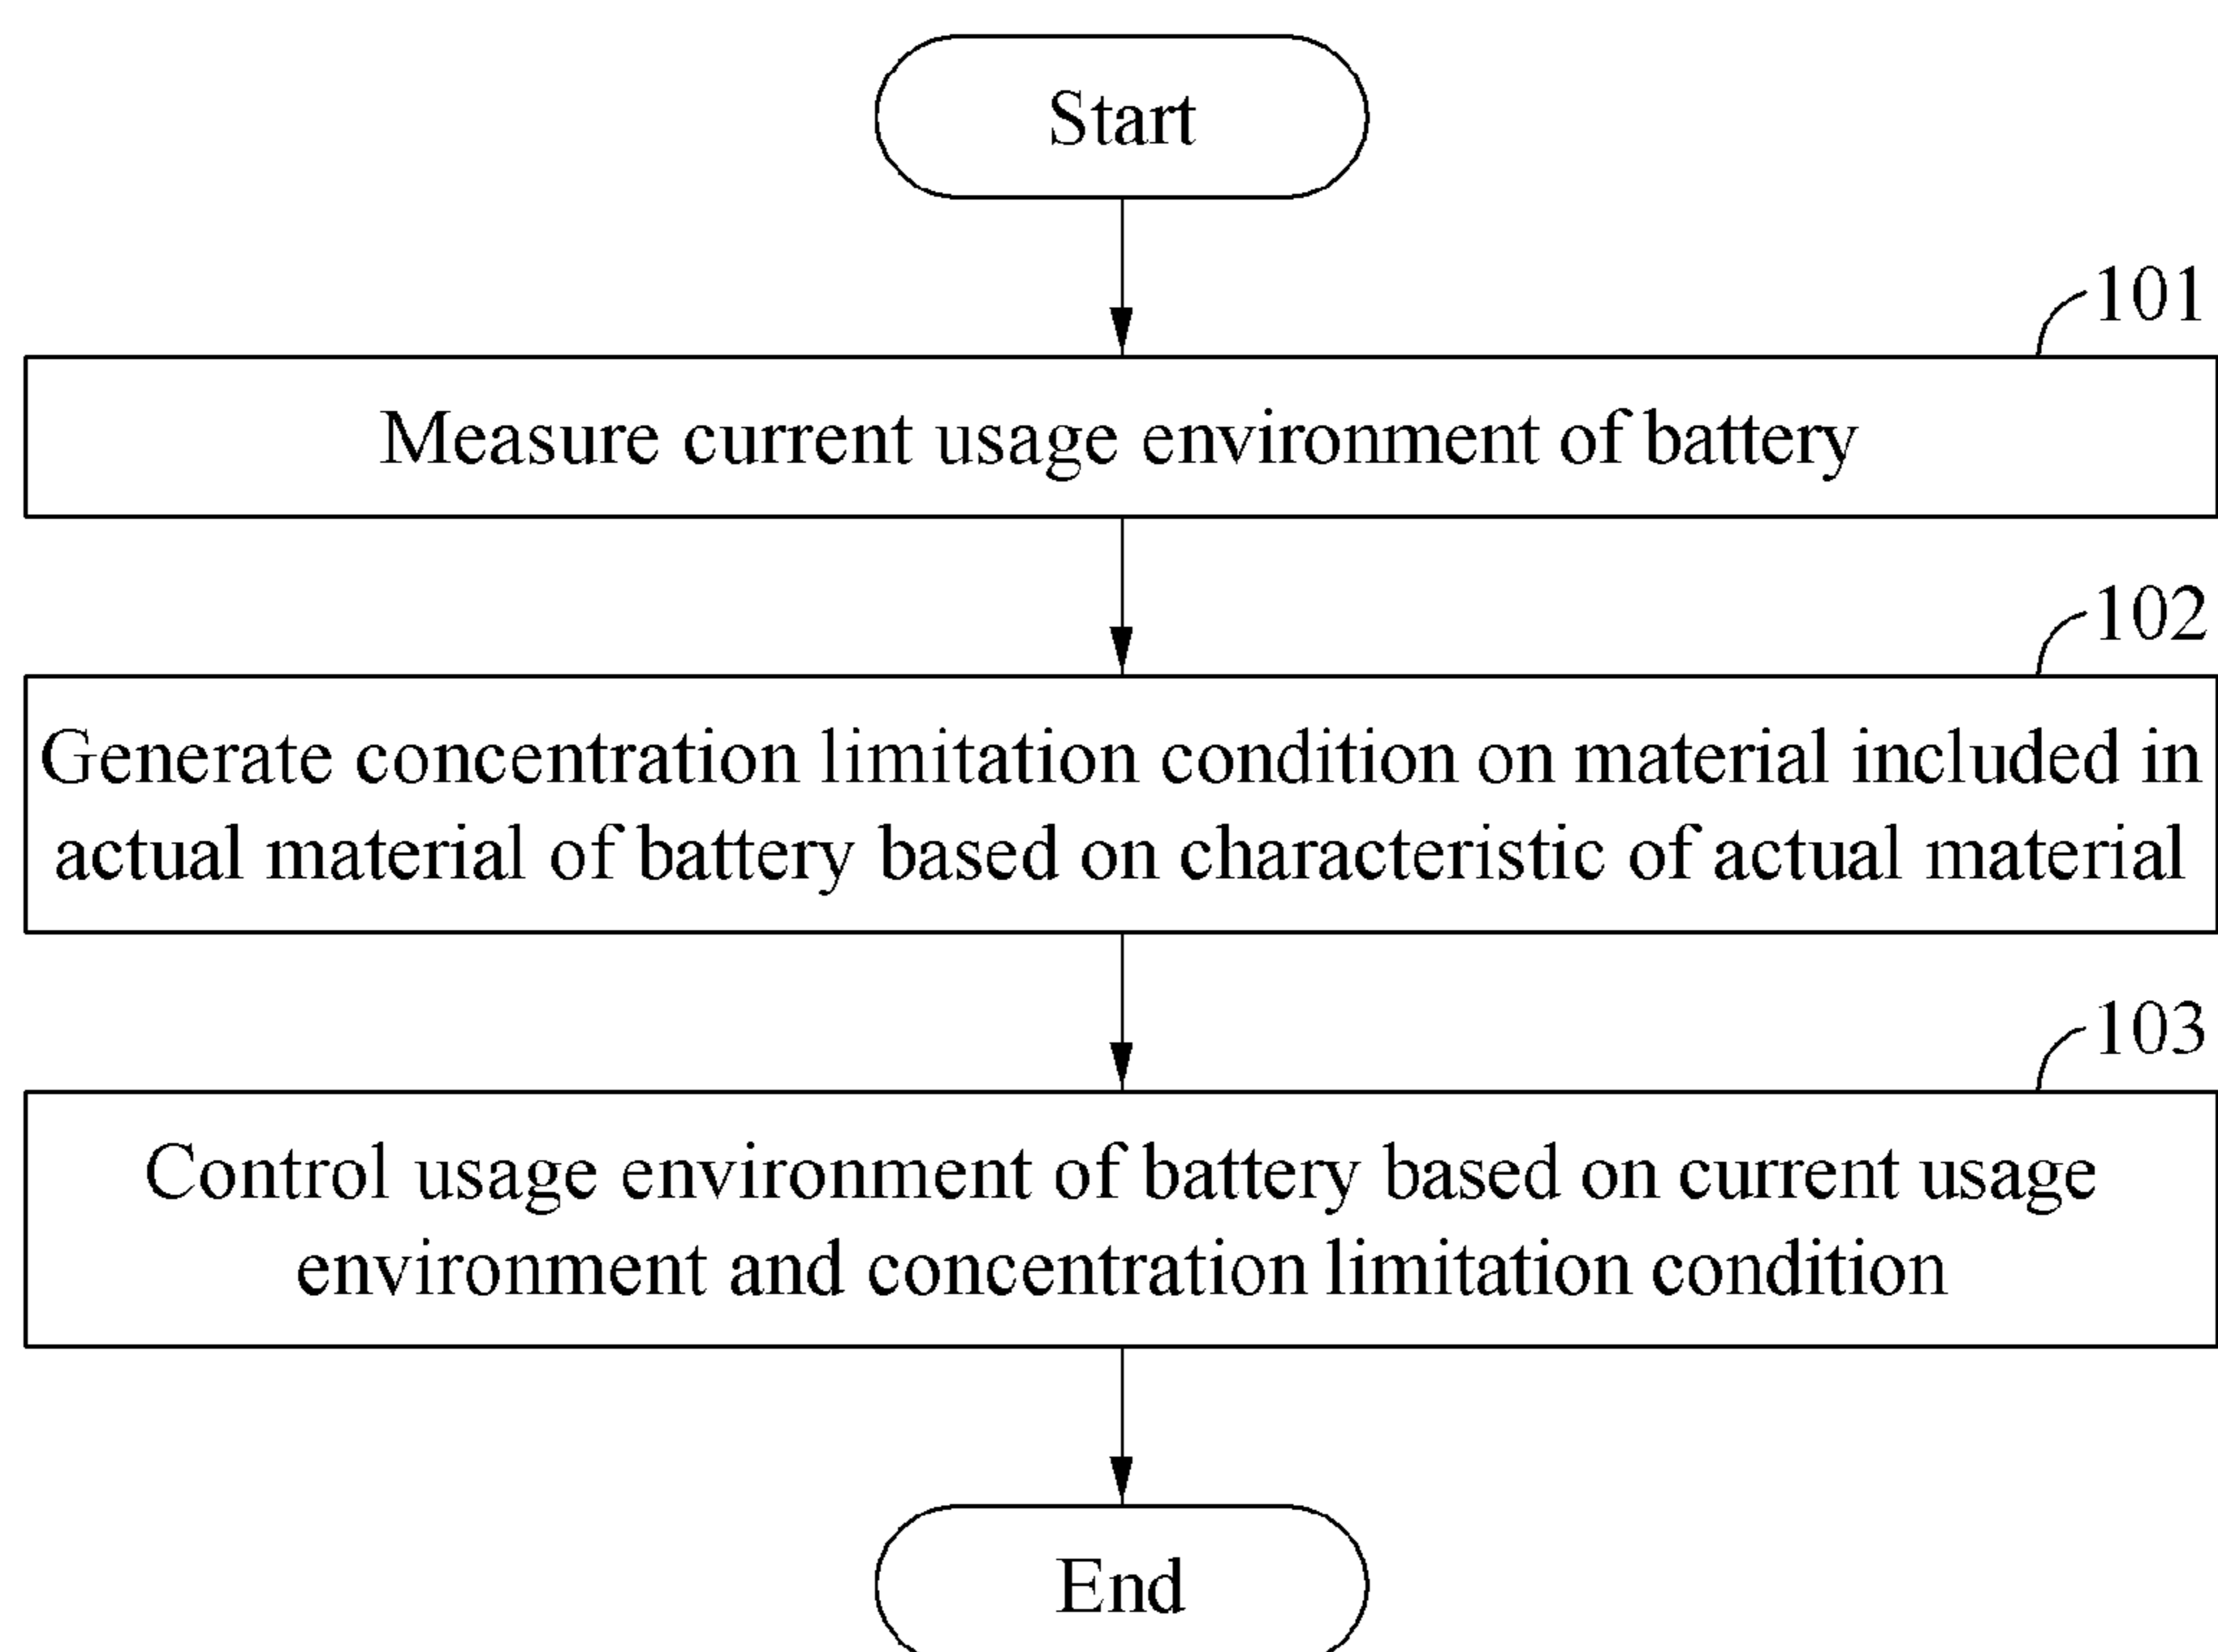 Start
101
Measure current usage environment of battery
102
Generate concentration limitation condition on material included in
actual material of battery based on characteristic of actual material
103
Control usage environment of battery based on current usage
environment and concentration limitation condition
End